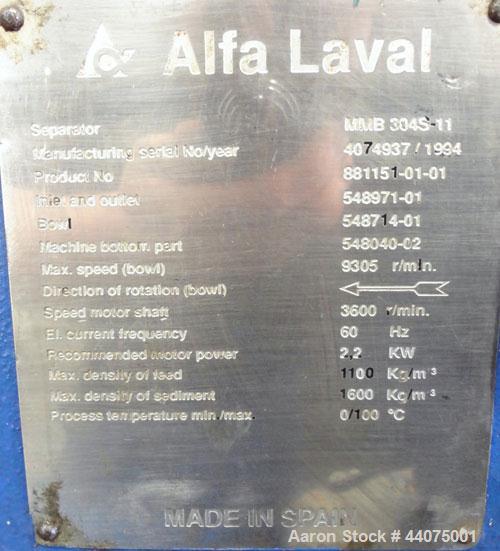 Alfa Laval
Separator MMB 304S-11
Manufacturing serial No/year 4074937 / 1994
Product No 881151-01-01
Inlet and outlet 548971-01
Bowl 548714-01
Machine bottom part 548040-02
Max. speed (bowl) 9305 r/min.
Direction of rotation (bowl)
Speed motor shaft 3600 r/min.
El. current frequency 60 Hz
Recommended motor power 2,2 KW
Max. density of feed 1100 Kg/m³
Max. density of sediment 1600 Kg/m³
Process temperature min./max. 0/100 °C
MADE IN SPAIN
Aaron Stock # 44075001